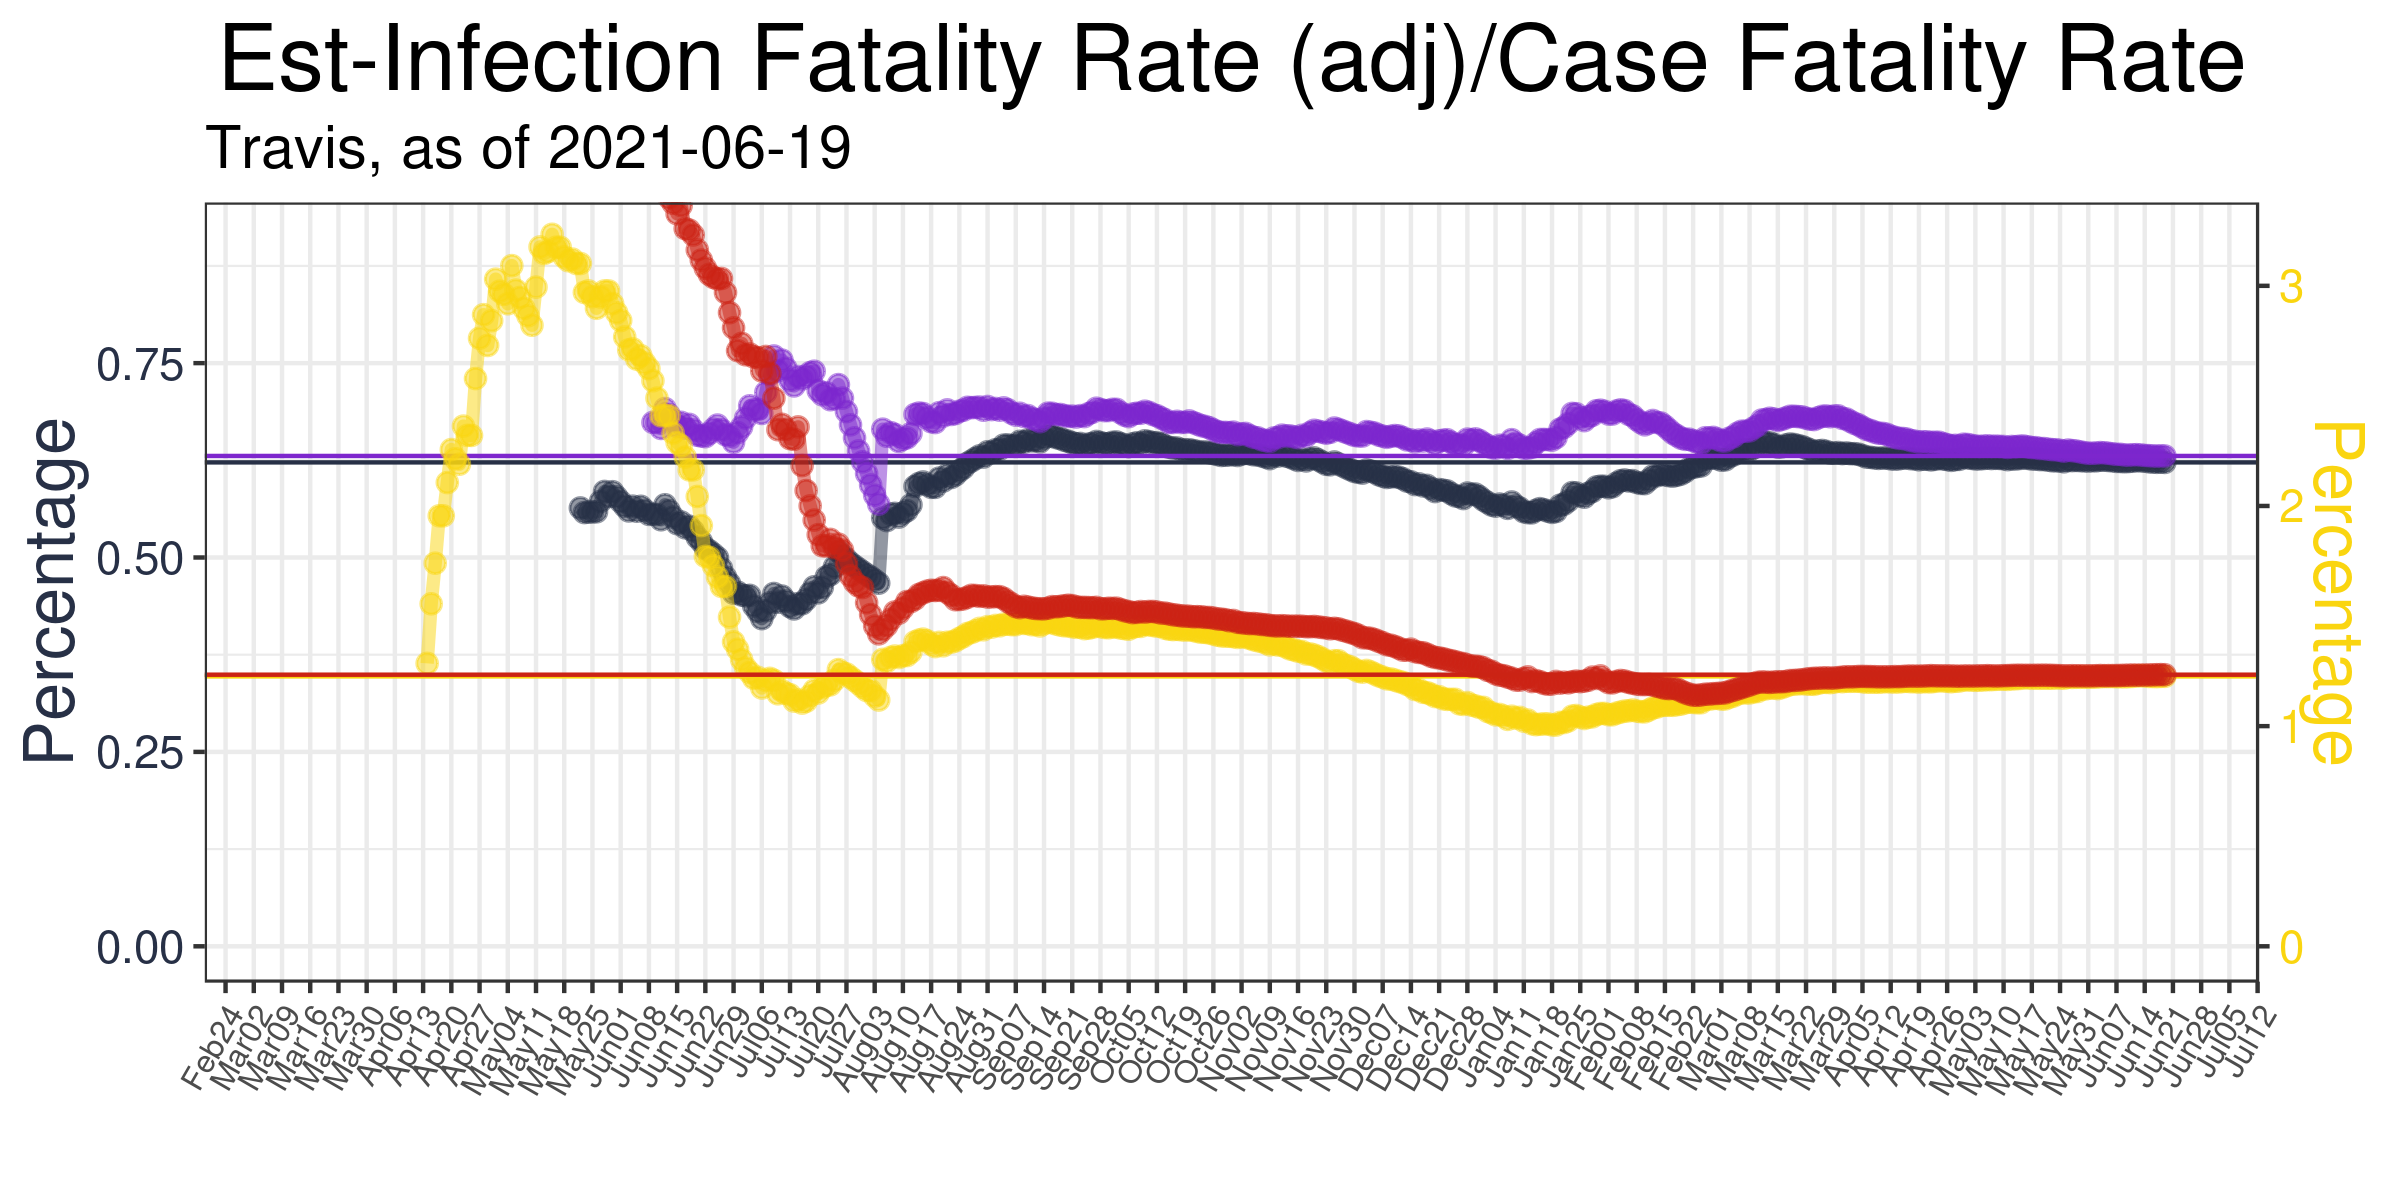 Est-Infection Fatality Rate (adj)/Case Fatality Rate
Travis, as of 2021-06-19
Percentage
0.75
0.50
0.25
0.00
3
2
1
0
Percentage
Feb24
Mar02
Mar09
Mar16
Mar23
Mar30
Apr06
Apr13
Apr20
Apr27
May04
May11
May18
May25
Jun01
Jun08
Jun15
Jun22
Jun29
Jul06
Jul13
Jul20
Jul27
Aug03
Aug10
Aug17
Aug24
Aug31
Sep07
Sep14
Sep21
Sep28
Oct05
Oct12
Oct19
Oct26
Nov02
Nov09
Nov16
Nov23
Nov30
Dec07
Dec14
Dec21
Dec28
Jan04
Jan11
Jan18
Jan25
Feb01
Feb08
Feb15
Feb22
Mar01
Mar08
Mar15
Mar22
Mar29
Apr05
Apr12
Apr19
Apr26
May03
May10
May17
May24
May31
Jun07
Jun14
Jun21
Jun28
Jul05
Jul12